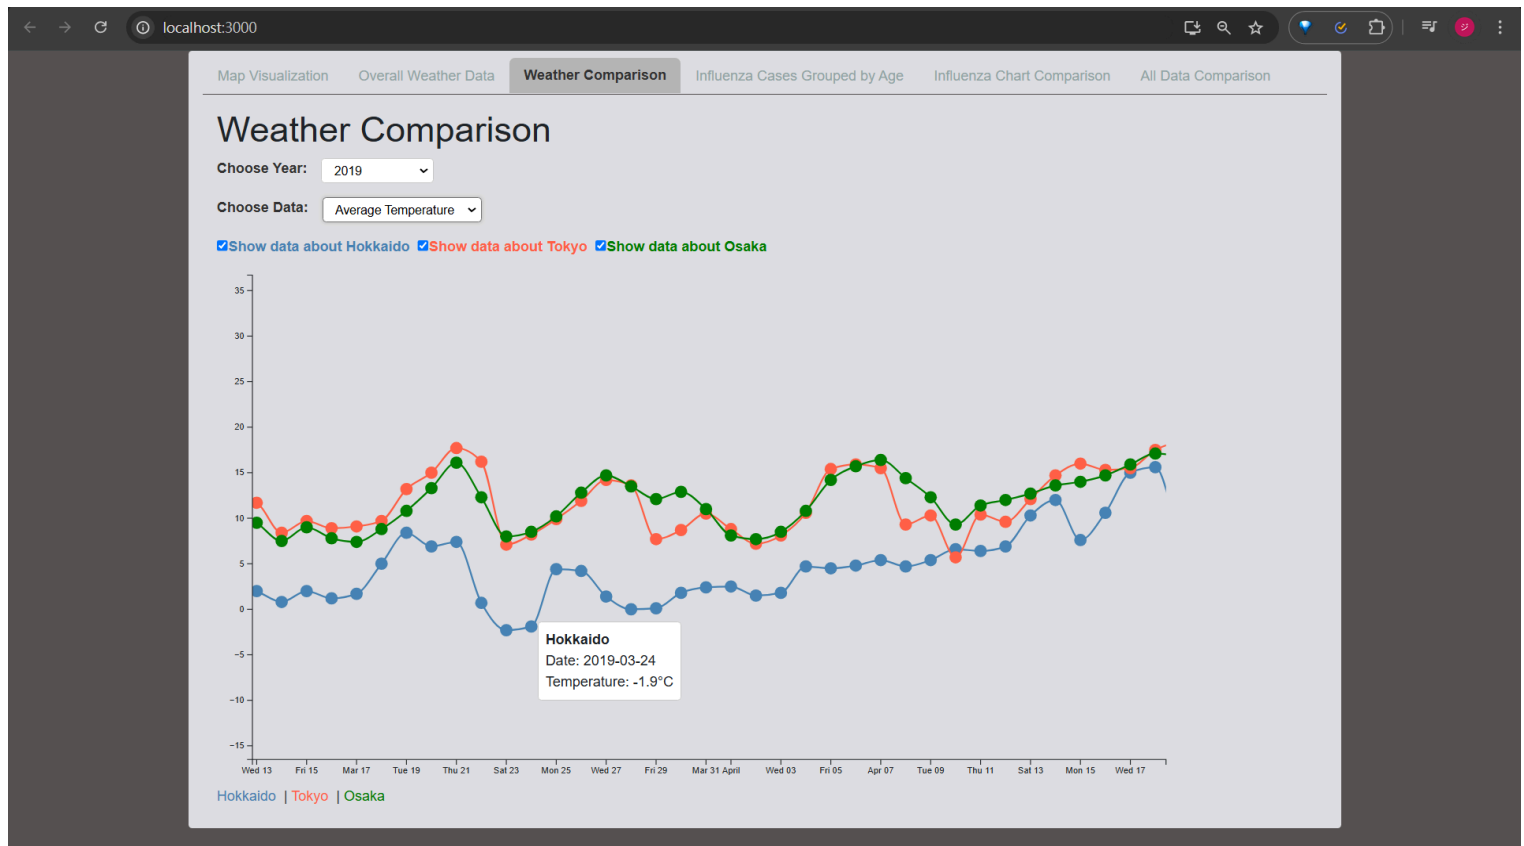 localhost:3000
Map Visualization Overall Weather Data Weather Comparison Influenza Cases Grouped by Age Influenza Chart Comparison All Data Comparison
Weather Comparison
Choose Year: 2019
Choose Data: Average Temperature
Show data about Hokkaido Show data about Tokyo Show data about Osaka
35
30
25
20
15
10
5
0
−5
−10
−15
Hokkaido
Date: 2019-03-24
Temperature: -1.9°C
Wed 13 Fri 15 Mar 17 Tue 19 Thu 21 Sat 23 Mon 25 Wed 27 Fri 29 Mar 31 April Wed 03 Fri 05 Apr 07 Tue 09 Thu 11 Sat 13 Mon 15 Wed 17
Hokkaido | Tokyo | Osaka